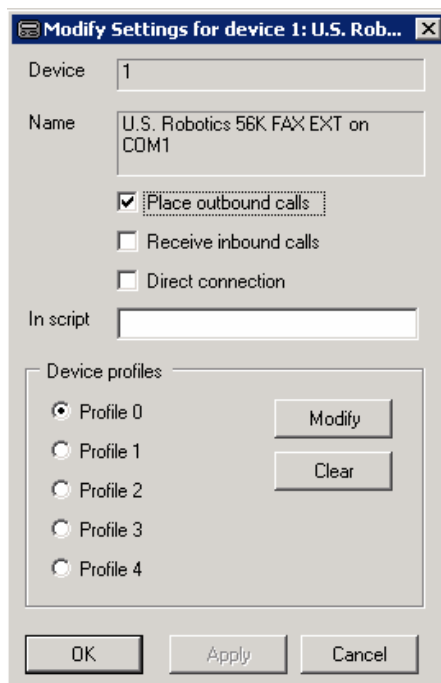 Modify Settings for device 1: U.S. Rob...
Device 1
Name U.S. Robotics 56K FAX EXT on
COM1
Place outbound calls
Receive inbound calls
Direct connection
In script
Device profiles
Profile 0
Modify
Profile 1
Clear
Profile 2
Profile 3
Profile 4
OK Apply Cancel